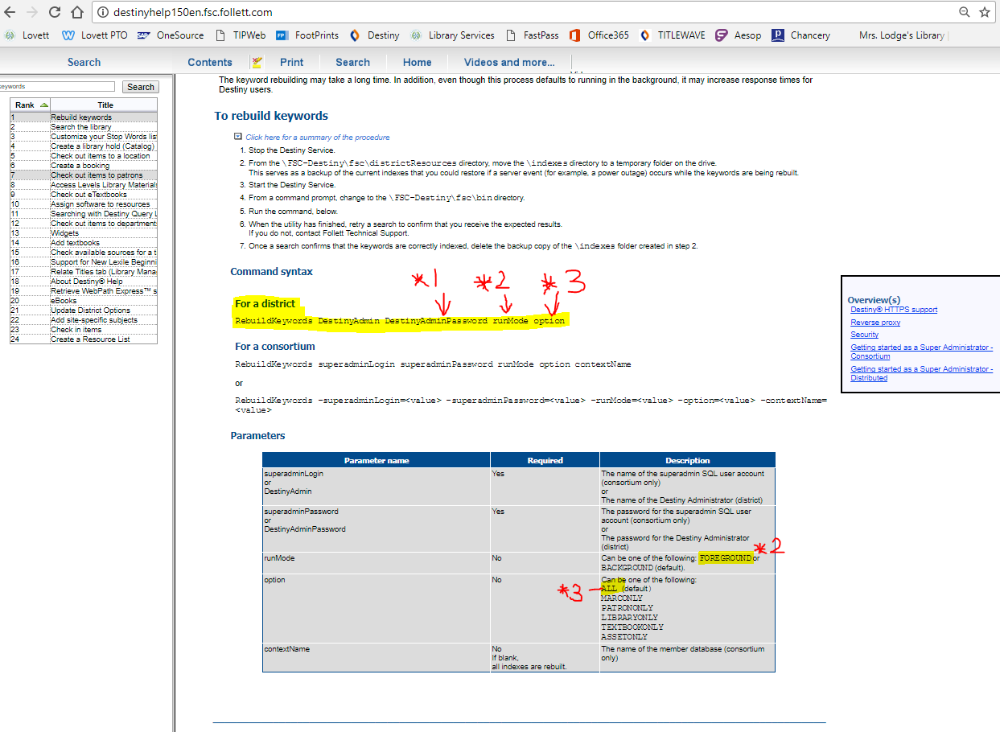 destinyhelp150en.fsc.follett.com
Lovett Lovett PTO OneSource TIPWeb FootPrints Destiny Library Services FastPass Office365 TITLEWAVE Aesop Chancery Mrs. Lodge's Library
Search Contents Print Search Home Videos and more...
eywords Search
Rank Title
1 Rebuild keywords
2 Search the library
3 Customize your Stop Words lis
4 Create a library hold (Catalog)
5 Check out items to a location
6 Create a booking
7 Check out items to patrons
8 Access Levels Library Materials
9 Check out eTextbooks
10 Assign software to resources
11 Searching with Destiny Query L
12 Check out items to department
13 Widgets
14 Add textbooks
15 Check available sources for a t
16 Support for New Lexile Beginni
17 Relate Titles tab (Library Mana
18 About Destiny® Help
19 Retrieve WebPath Express™ s
20 eBooks
21 Update District Options
22 Add site-specific subjects
23 Check in items
24 Create a Resource List
The keyword rebuilding may take a long time. In addition, even though this process defaults to running in the background, it may increase response times for
Destiny users.
To rebuild keywords
Click here for a summary of the procedure
1. Stop the Destiny Service.
2. From the \FSC-Destiny\fsc\districtResources directory, move the \indexes directory to a temporary folder on the drive.
This serves as a backup of the current indexes that you could restore if a server event (for example, a power outage) occurs while the keywords are being rebuilt.
3. Start the Destiny Service.
4. From a command prompt, change to the \FSC-Destiny\fsc\bin directory.
5. Run the command, below.
6. When the utility has finished, retry a search to confirm that you receive the expected results.
If you do not, contact Follett Technical Support.
7. Once a search confirms that the keywords are correctly indexed, delete the backup copy of the \indexes folder created in step 2.
Command syntax
*1 *2 *3
For a district
RebuildKeywords DestinyAdmin DestinyAdminPassword runMode option
For a consortium
RebuildKeywords superadminLogin superadminPassword runMode option contextName
or
RebuildKeywords -superadminLogin=<value> -superadminPassword=<value> -runMode=<value> -option=<value> -contextName=
<value>
Parameters
Parameter name Required Description
superadminLogin Yes The name of the superadmin SQL user account
or (consortium only)
DestinyAdmin or
The name of the Destiny Administrator (district)
superadminPassword Yes The password for the superadmin SQL user
or account (consortium only)
DestinyAdminPassword or
The password for the Destiny Administrator
(district)
*2
runMode No Can be one of the following: FOREGROUND or
BACKGROUND (default).
option No Can be one of the following:
*3 ALL (default)
MARCONLY
PATRONONLY
LIBRARYONLY
TEXTBOOKONLY
ASSETONLY
contextName No The name of the member database (consortium
If blank, only)
all indexes are rebuilt.
Overview(s)
Destiny® HTTPS support
Reverse proxy
Security
Getting started as a Super Administrator -
Consortium
Getting started as a Super Administrator -
Distributed